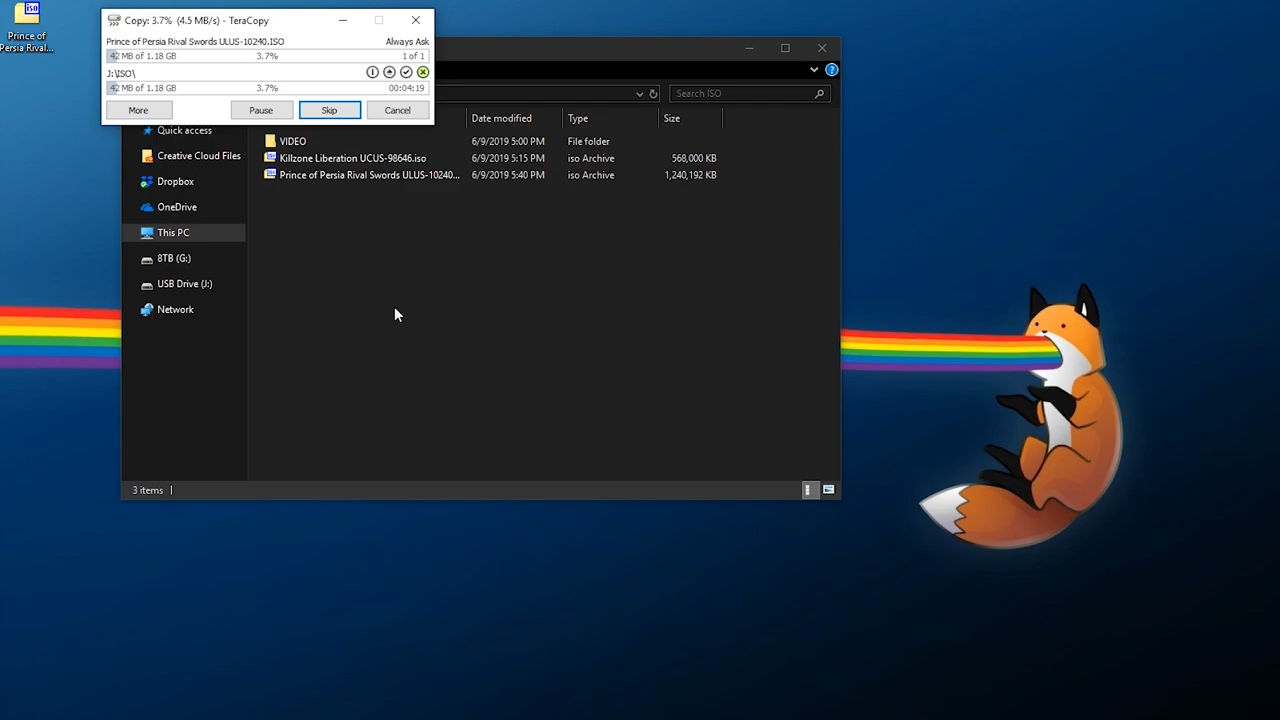 iso
Prince of
Persia Rival...
Copy: 3.7% (4.5 MB/s) - TeraCopy
Prince of Persia Rival Swords ULUS-10240.ISO Always Ask
42 MB of 1.18 GB 3.7% 1 of 1
J:\ISO\
42 MB of 1.18 GB 3.7% 00:04:19
More Pause Skip Cancel
Search ISO
Date modified Type Size
Quick access
Creative Cloud Files
Dropbox
OneDrive
This PC
8TB (G:)
USB Drive (J:)
Network
VIDEO 6/9/2019 5:00 PM File folder
Killzone Liberation UCUS-98646.iso 6/9/2019 5:15 PM iso Archive 568,000 KB
Prince of Persia Rival Swords ULUS-10240... 6/9/2019 5:40 PM iso Archive 1,240,192 KB
3 items